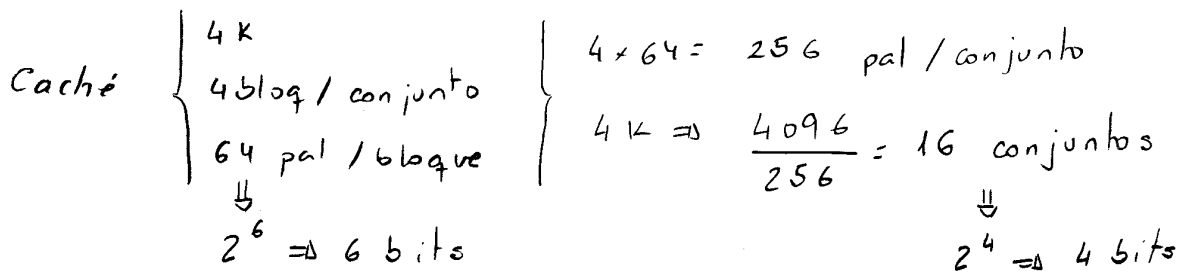 Caché
4 K
4 bloq / conjunto
64 pal / bloque
⇓
2^6 ⇒ 6 bits
4 × 64 = 256 pal / conjunto
4 K ⇒ 4096 / 256 = 16 conjuntos
⇓
2^4 ⇒ 4 bits